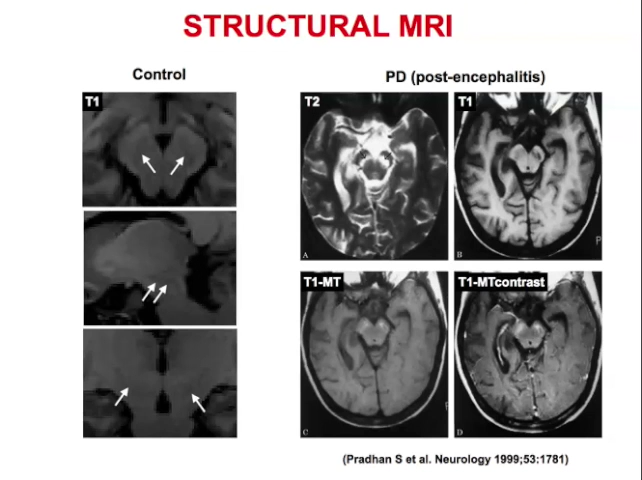 STRUCTURAL MRI
Control
PD (post-encephalitis)
T1
T2
T1
A
B
P
T1-MT
T1-MTcontrast
C
D
(Pradhan S et al. Neurology 1999;53:1781)